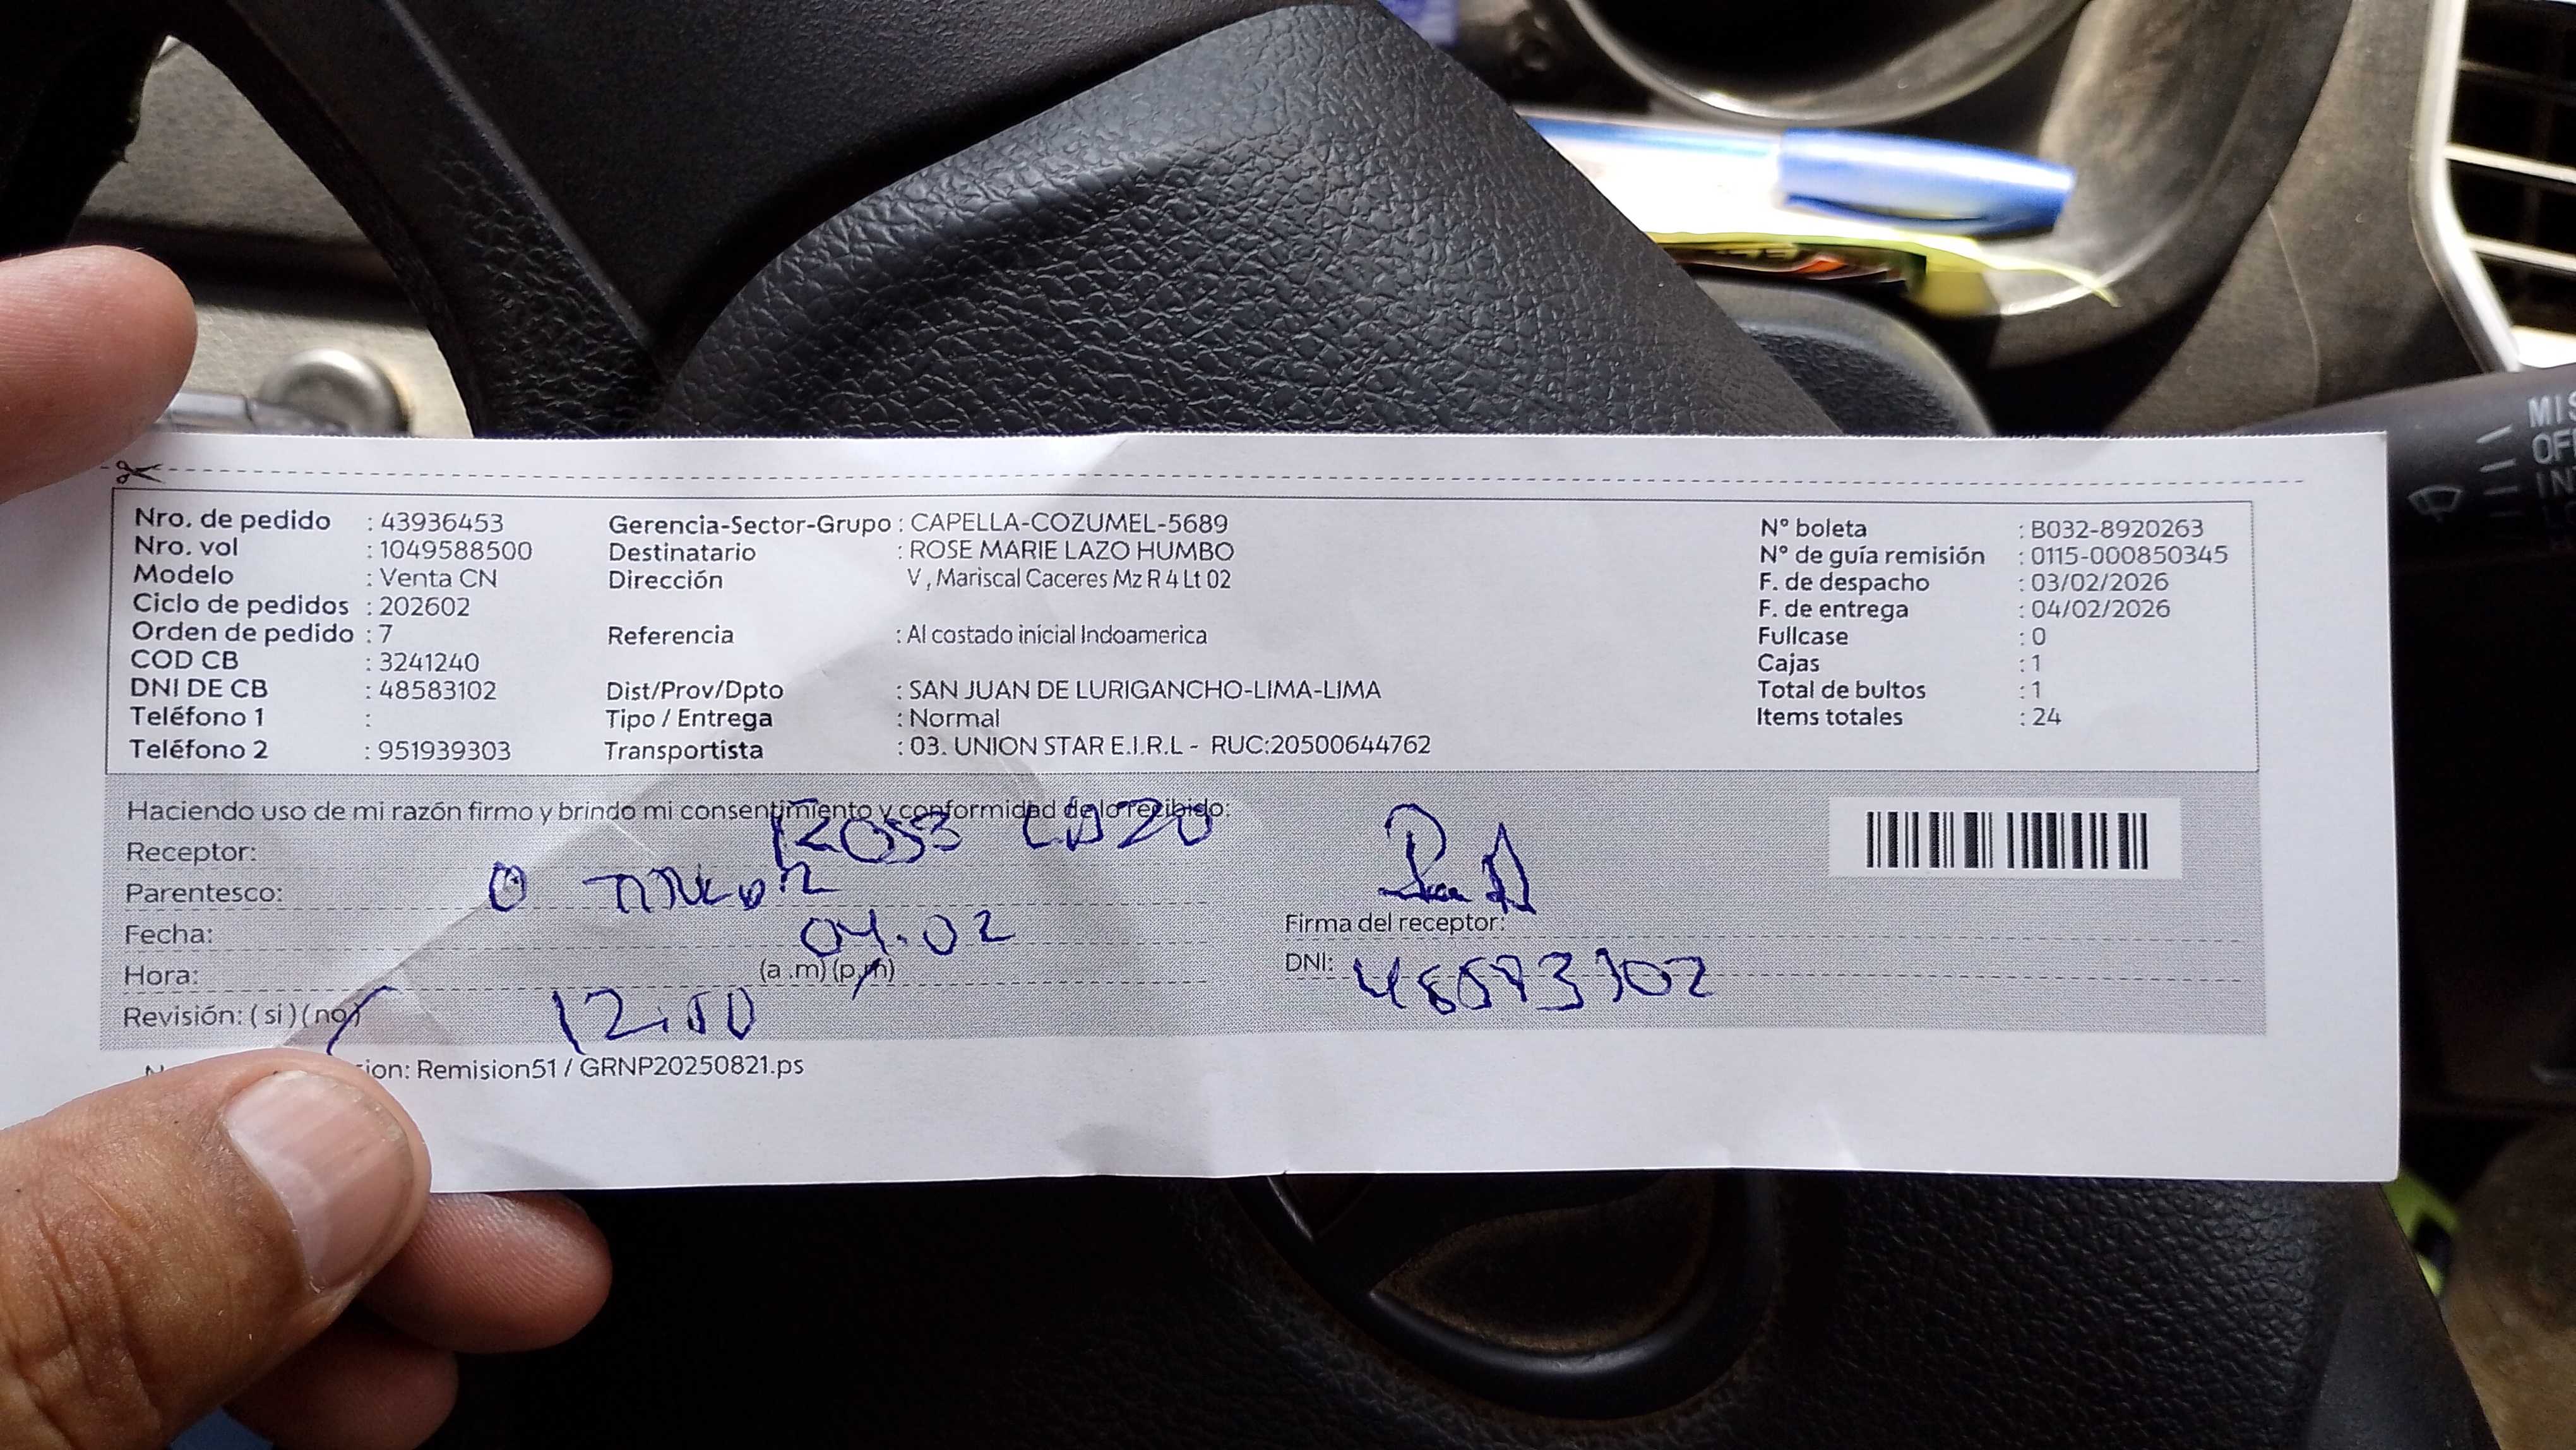 Nro. de pedido : 43936453
Nro. vol : 1049588500
Modelo : Venta CN
Ciclo de pedidos : 202602
Orden de pedido : 7
COD CB : 3241240
DNI DE CB : 48583102
Teléfono 1 :
Teléfono 2 : 951939303
Gerencia-Sector-Grupo : CAPELLA-COZUMEL-5689
Destinatario : ROSE MARIE LAZO HUMBO
Dirección V , Mariscal Caceres Mz R 4 Lt 02
Referencia : Al costado inicial Indoamerica
Dist/Prov/Dpto : SAN JUAN DE LURIGANCHO-LIMA-LIMA
Tipo / Entrega : Normal
Transportista : 03. UNION STAR E.I.R.L - RUC:20500644762
N° boleta : B032-8920263
N° de guía remisión : 0115-000850345
F. de despacho : 03/02/2026
F. de entrega : 04/02/2026
Fullcase : 0
Cajas : 1
Total de bultos : 1
Items totales : 24
Haciendo uso de mi razón firmo y brindo mi consentimiento y conformidad de lo recibido:
Receptor: LAZO
Parentesco:
Fecha: 04.02
Hora: (a .m) (p.m)
Revisión: ( si ) ( no ) 12.50
Firma del receptor:
DNI:
Remision51 / GRNP20250821.ps
MIS
OFF